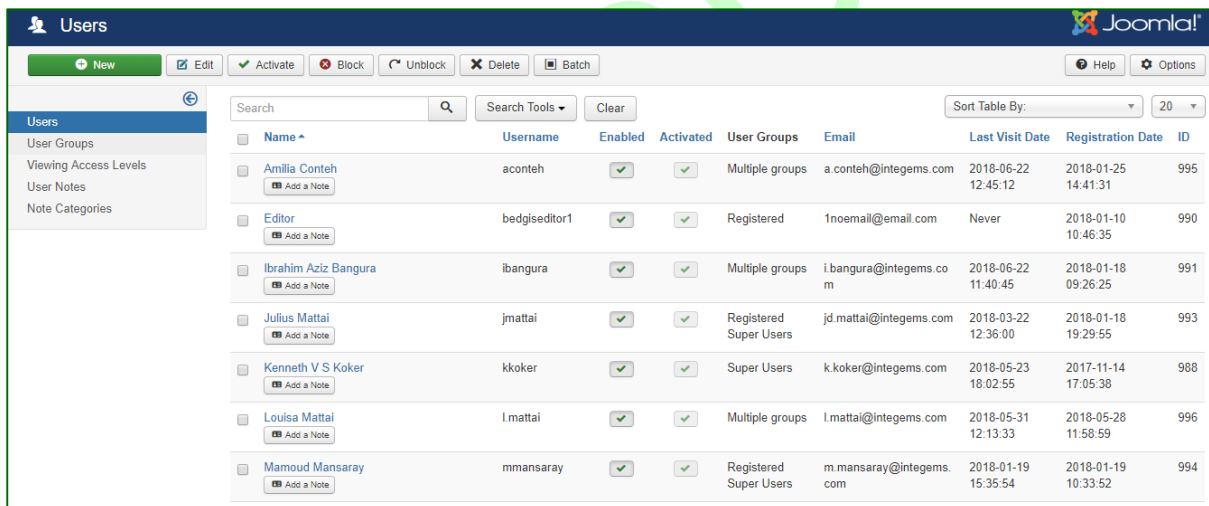 Users
Joomla!
New Edit Activate Block Unblock Delete Batch Help Options
Users
User Groups
Viewing Access Levels
User Notes
Note Categories
Search Search Tools Clear Sort Table By: 20
Name Username Enabled Activated User Groups Email Last Visit Date Registration Date ID
Amilia Conteh aconteh Multiple groups a.conteh@integems.com 2018-06-22 2018-01-25 995
Add a Note 12:45:12 14:41:31
Editor bedgiseditor1 Registered 1noemail@email.com Never 2018-01-10 990
Add a Note 10:46:35
Ibrahim Aziz Bangura ibangura Multiple groups i.bangura@integems.co 2018-06-22 2018-01-18 991
Add a Note m 11:40:45 09:26:25
Julius Mattai jmattai Registered jd.mattai@integems.com 2018-03-22 2018-01-18 993
Add a Note Super Users 12:36:00 19:29:55
Kenneth V S Koker kkoker Super Users k.koker@integems.com 2018-05-23 2017-11-14 988
Add a Note 18:02:55 17:05:38
Louisa Mattai l.mattai Multiple groups l.mattai@integems.com 2018-05-31 2018-05-28 996
Add a Note 12:13:33 11:58:59
Mamoud Mansaray mmansaray Registered m.mansaray@integems. 2018-01-19 2018-01-19 994
Add a Note Super Users com 15:35:54 10:33:52